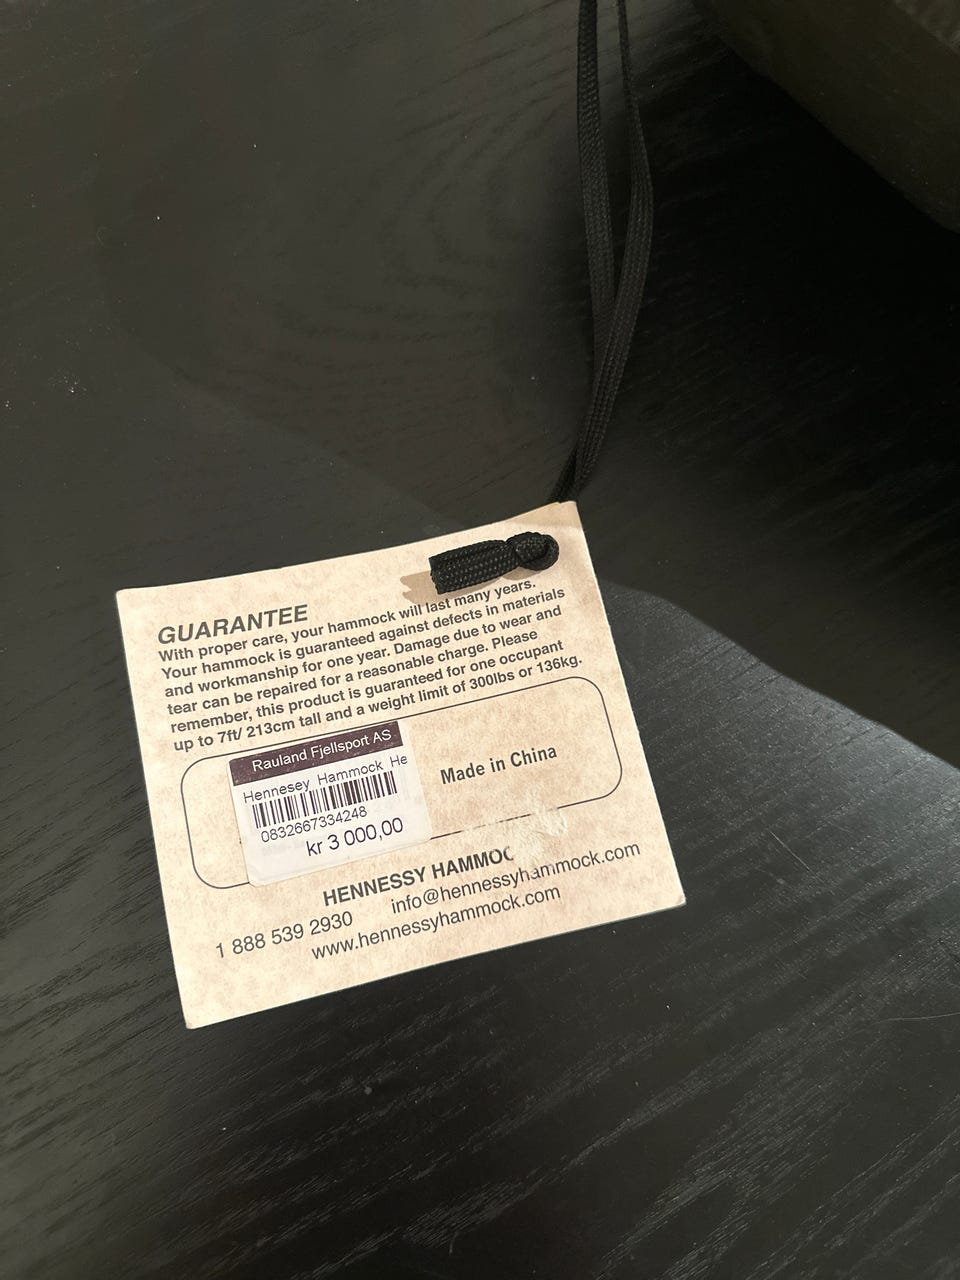 GUARANTEE
With proper care, your hammock will last many years.
Your hammock is guaranteed against defects in materials
and workmanship for one year. Damage due to wear and
tear can be repaired for a reasonable charge. Please
remember, this product is guaranteed for one occupant
up to 7ft/ 213cm tall and a weight limit of 300lbs or 136kg.
Rauland Fjellsport AS
Hennesey Hammock He
0832667334248
kr 3 000,00
Made in China
HENNESSY HAMMOC
1 888 539 2930 info@hennessyhammock.com
www.hennessyhammock.com